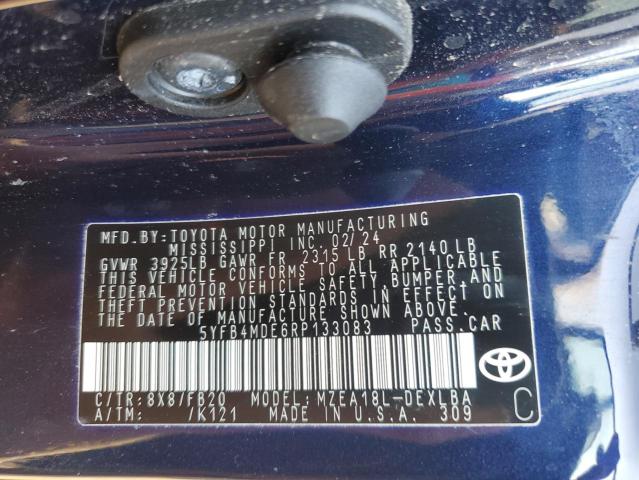 MFD.BY:TOYOTA MOTOR MANUFACTURING
MISSISSIPPI INC. 02/24
GVWR 3925LB GAWR FR 2315 LB RR 2140 LB
THIS VEHICLE CONFORMS TO ALL APPLICABLE
FEDERAL MOTOR VEHICLE SAFETY,BUMPER,AND
THEFT PREVENTION STANDARDS IN EFFECT ON
THE DATE OF MANUFACTURE SHOWN ABOVE.
5YFB4MDE6RP133083 PASS.CAR
C/TR:8X8/FB20 MODEL:MZEA18L-DEXLBA
A/TM: /K121 MADE IN U.S.A. 309
C